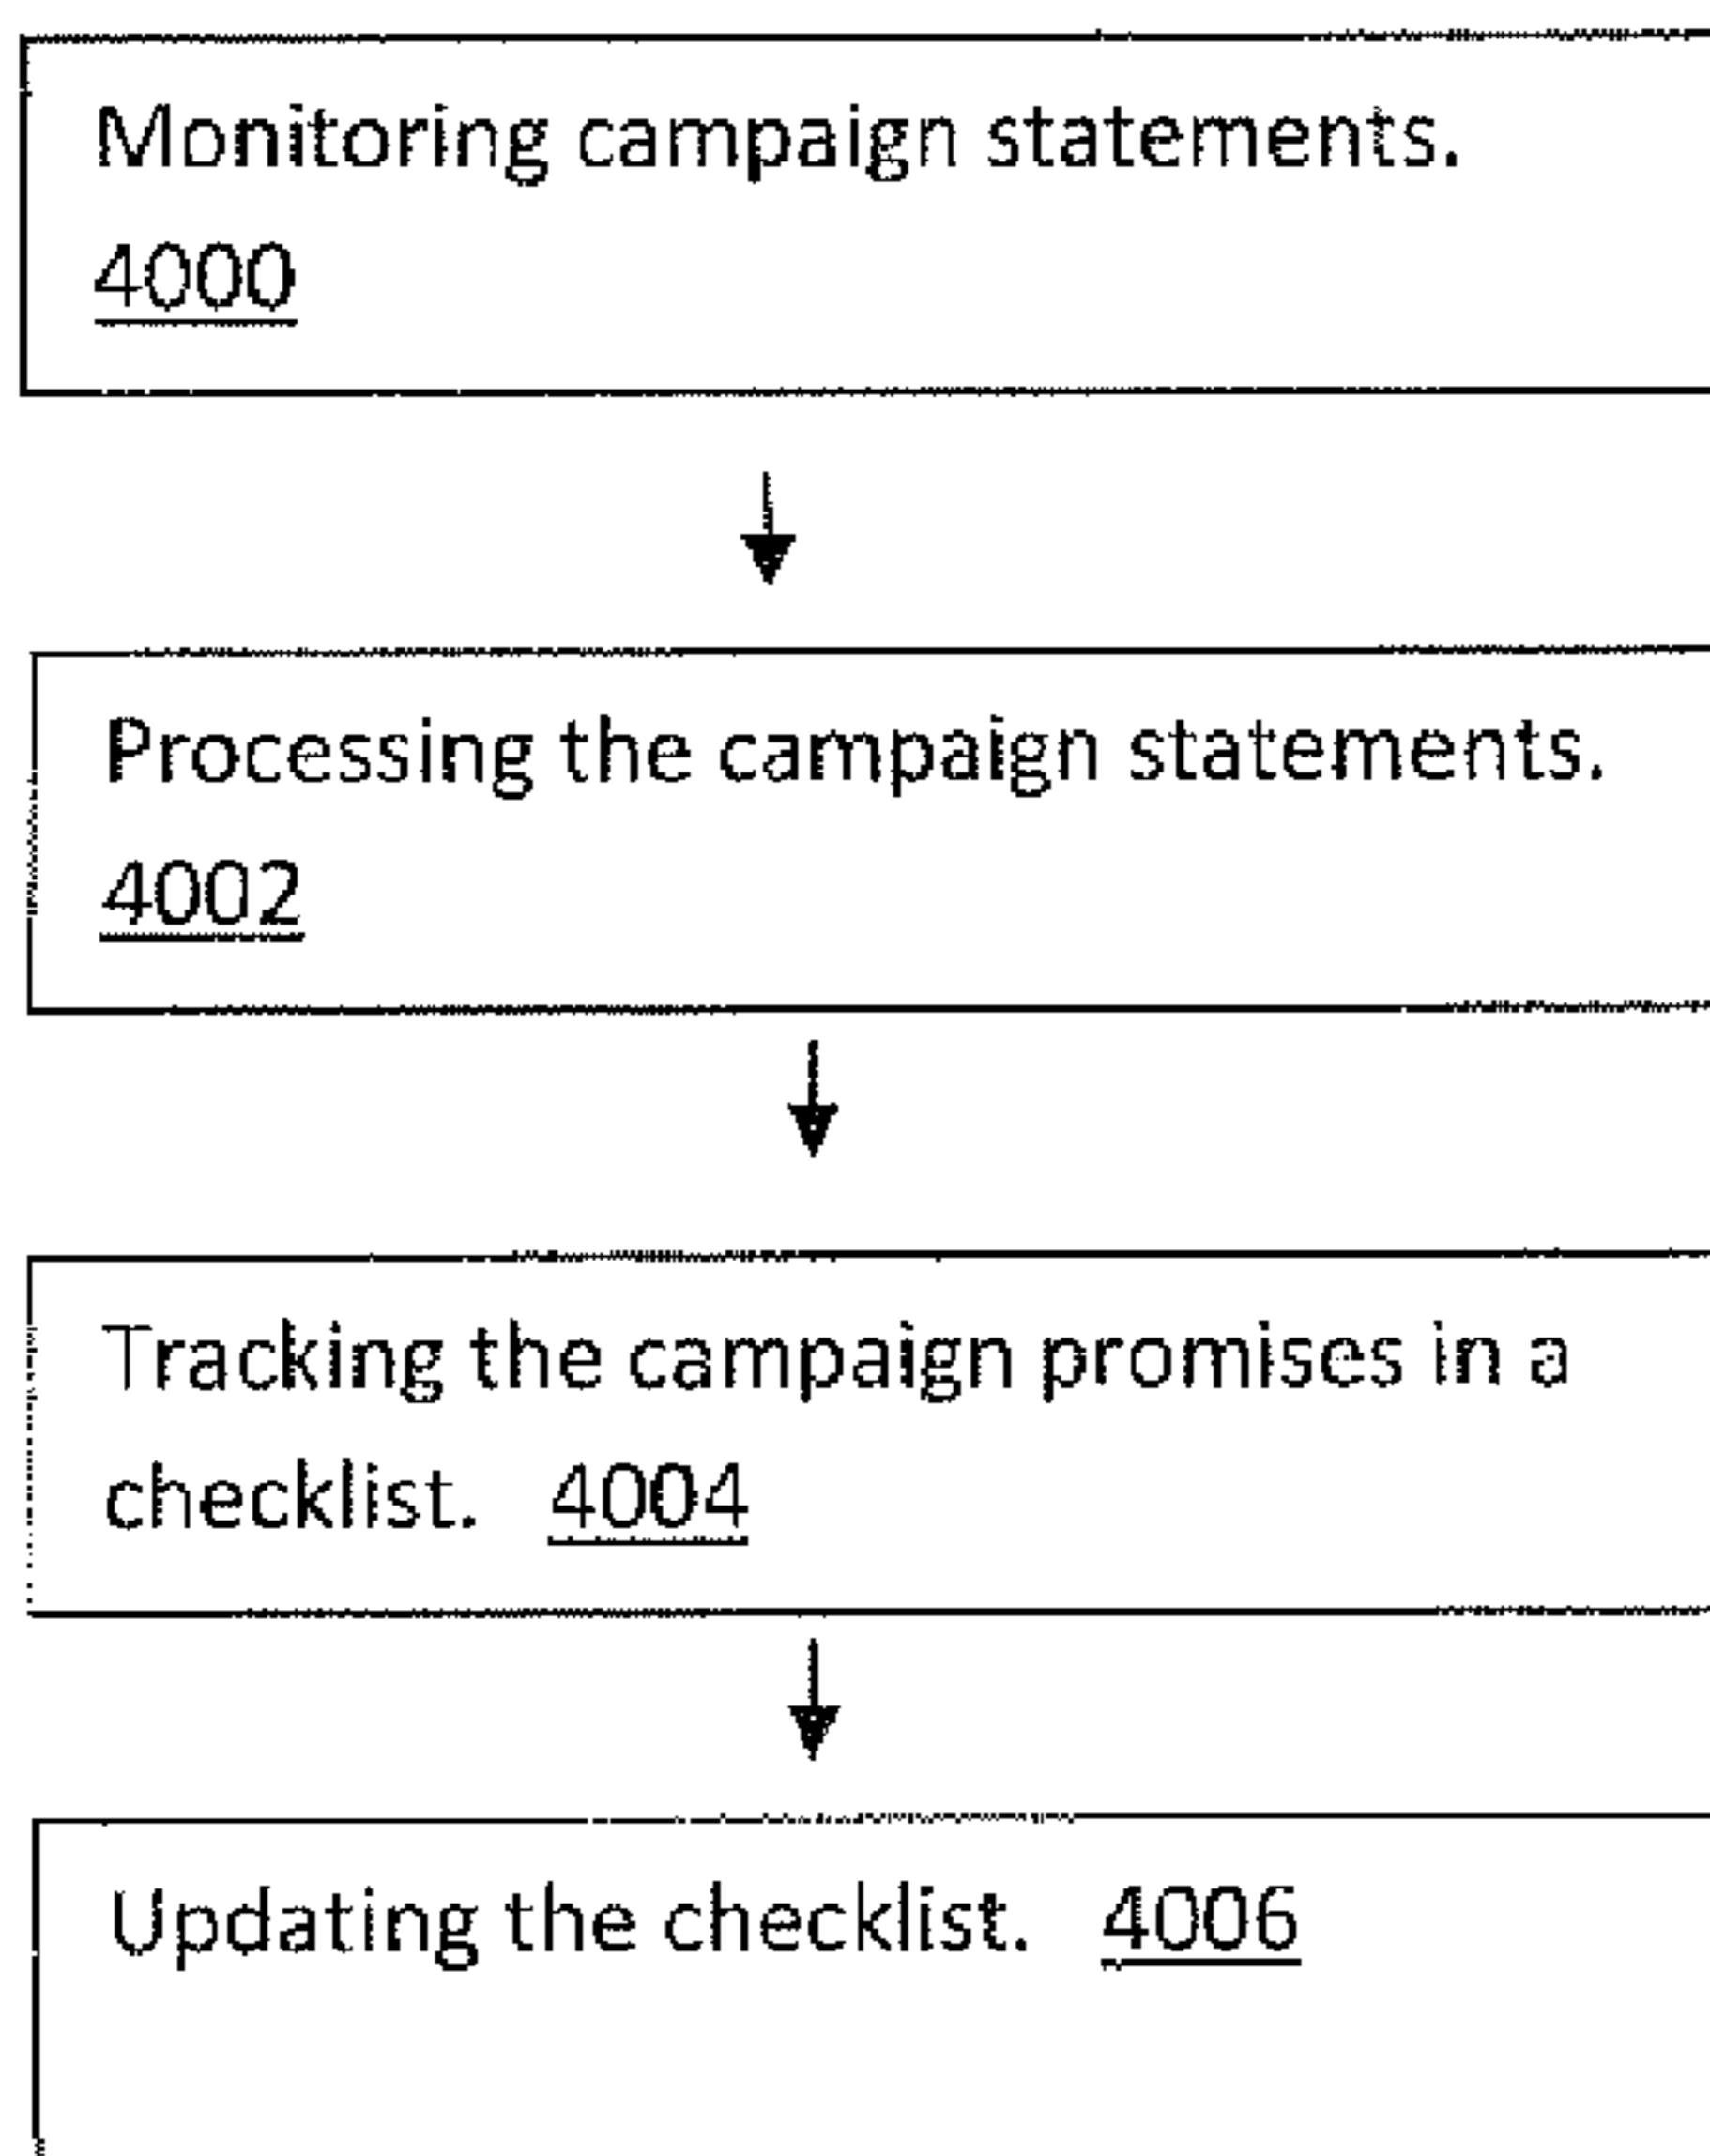 Monitoring campaign statements.
4000
Processing the campaign statements.
4002
Tracking the campaign promises in a
checklist. 4004
Updating the checklist. 4006